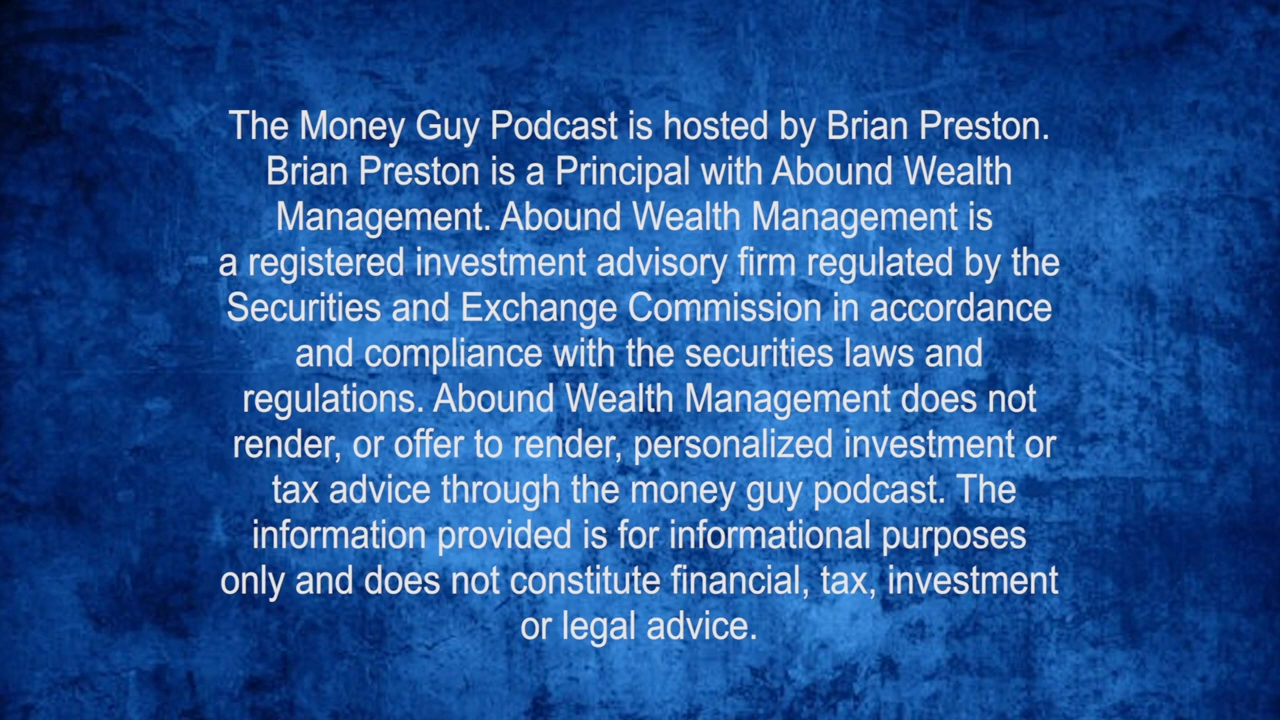 The Money Guy Podcast is hosted by Brian Preston.
Brian Preston is a Principal with Abound Wealth
Management. Abound Wealth Management is
a registered investment advisory firm regulated by the
Securities and Exchange Commission in accordance
and compliance with the securities laws and
regulations. Abound Wealth Management does not
render, or offer to render, personalized investment or
tax advice through the money guy podcast. The
information provided is for informational purposes
only and does not constitute financial, tax, investment
or legal advice.